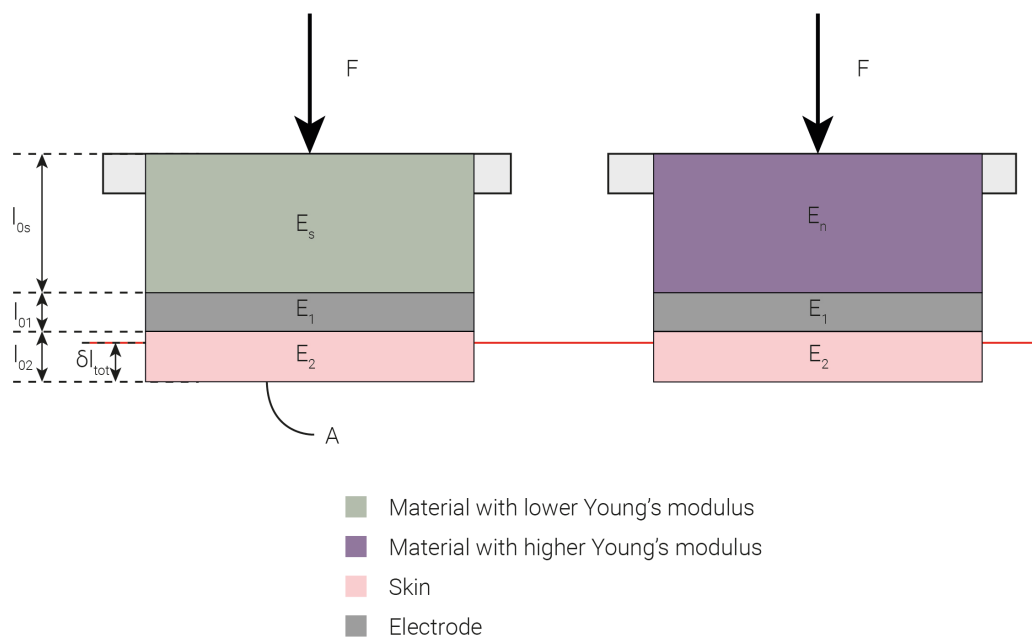 F
F
l₀ₛ
Eₛ
Eₙ
l₀₁
E₁
E₁
l₀₂
δlₜₒₜ
E₂
E₂
A
Material with lower Young’s modulus
Material with higher Young’s modulus
Skin
Electrode